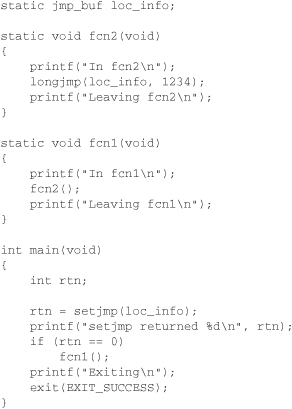 static jmp_buf loc_info;

static void fcn2(void)
{
    printf("In fcn2\n");
    longjmp(loc_info, 1234);
    printf("Leaving fcn2\n");
}

static void fcn1(void)
{
    printf("In fcn1\n");
    fcn2();
    printf("Leaving fcn1\n");
}

int main(void)
{
    int rtn;

    rtn = setjmp(loc_info);
    printf("setjmp returned %d\n", rtn);
    if (rtn == 0)
        fcn1();
    printf("Exiting\n");
    exit(EXIT_SUCCESS);
}